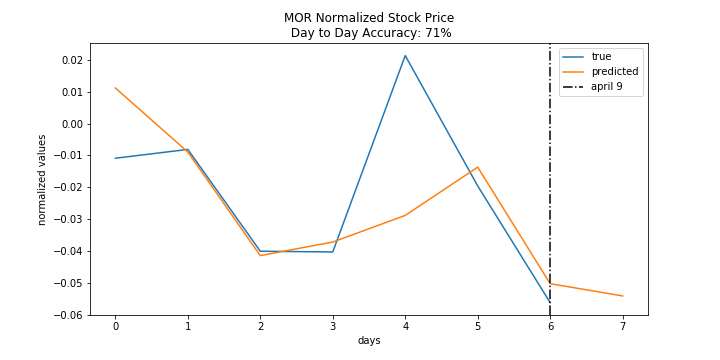 MOR Normalized Stock Price
Day to Day Accuracy: 71%
true
predicted
april 9
normalized values
0.02
0.01
0.00
−0.01
−0.02
−0.03
−0.04
−0.05
−0.06
0 1 2 3 4 5 6 7
days